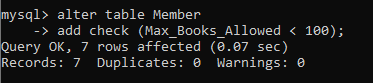 mysql> alter table Member
    -> add check (Max_Books_Allowed < 100);
Query OK, 7 rows affected (0.07 sec)
Records: 7  Duplicates: 0  Warnings: 0